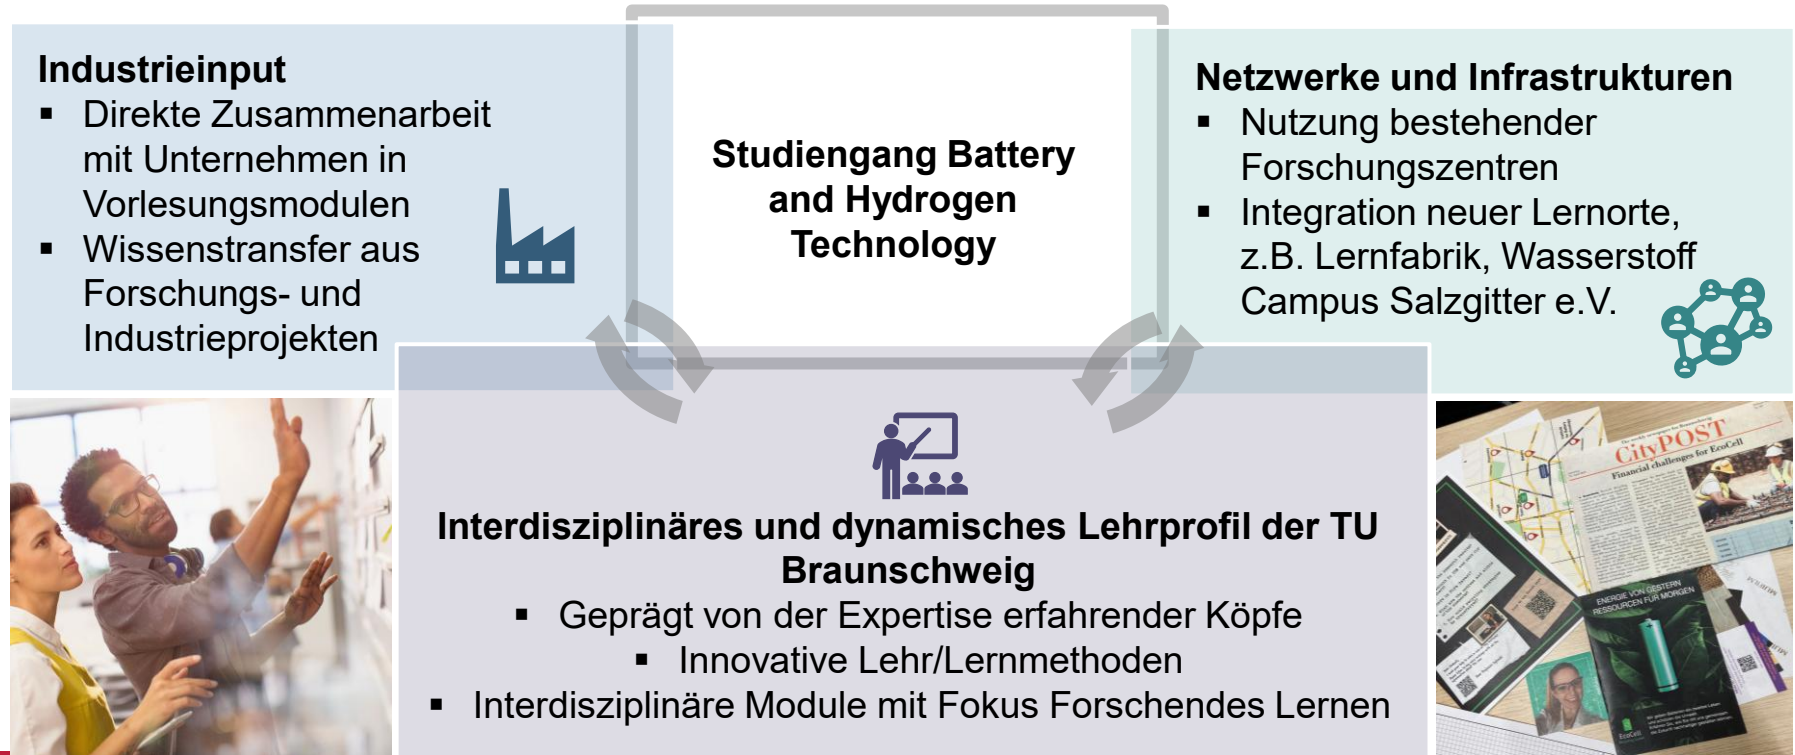 Industrieinput
▪ Direkte Zusammenarbeit
mit Unternehmen in
Vorlesungsmodulen
▪ Wissenstransfer aus
Forschungs- und
Industrieprojekten
Studiengang Battery
and Hydrogen
Technology
Netzwerke und Infrastrukturen
▪ Nutzung bestehender
Forschungszentren
▪ Integration neuer Lernorte,
z.B. Lernfabrik, Wasserstoff
Campus Salzgitter e.V.
Interdisziplinäres und dynamisches Lehrprofil der TU
Braunschweig
▪ Geprägt von der Expertise erfahrender Köpfe
▪ Innovative Lehr/Lernmethoden
▪ Interdisziplinäre Module mit Fokus Forschendes Lernen
CityPOST
Financial challenges for EcoCell
ENERGIE VON GESTERN
RESSOURCEN FÜR MORGEN
EcoCell